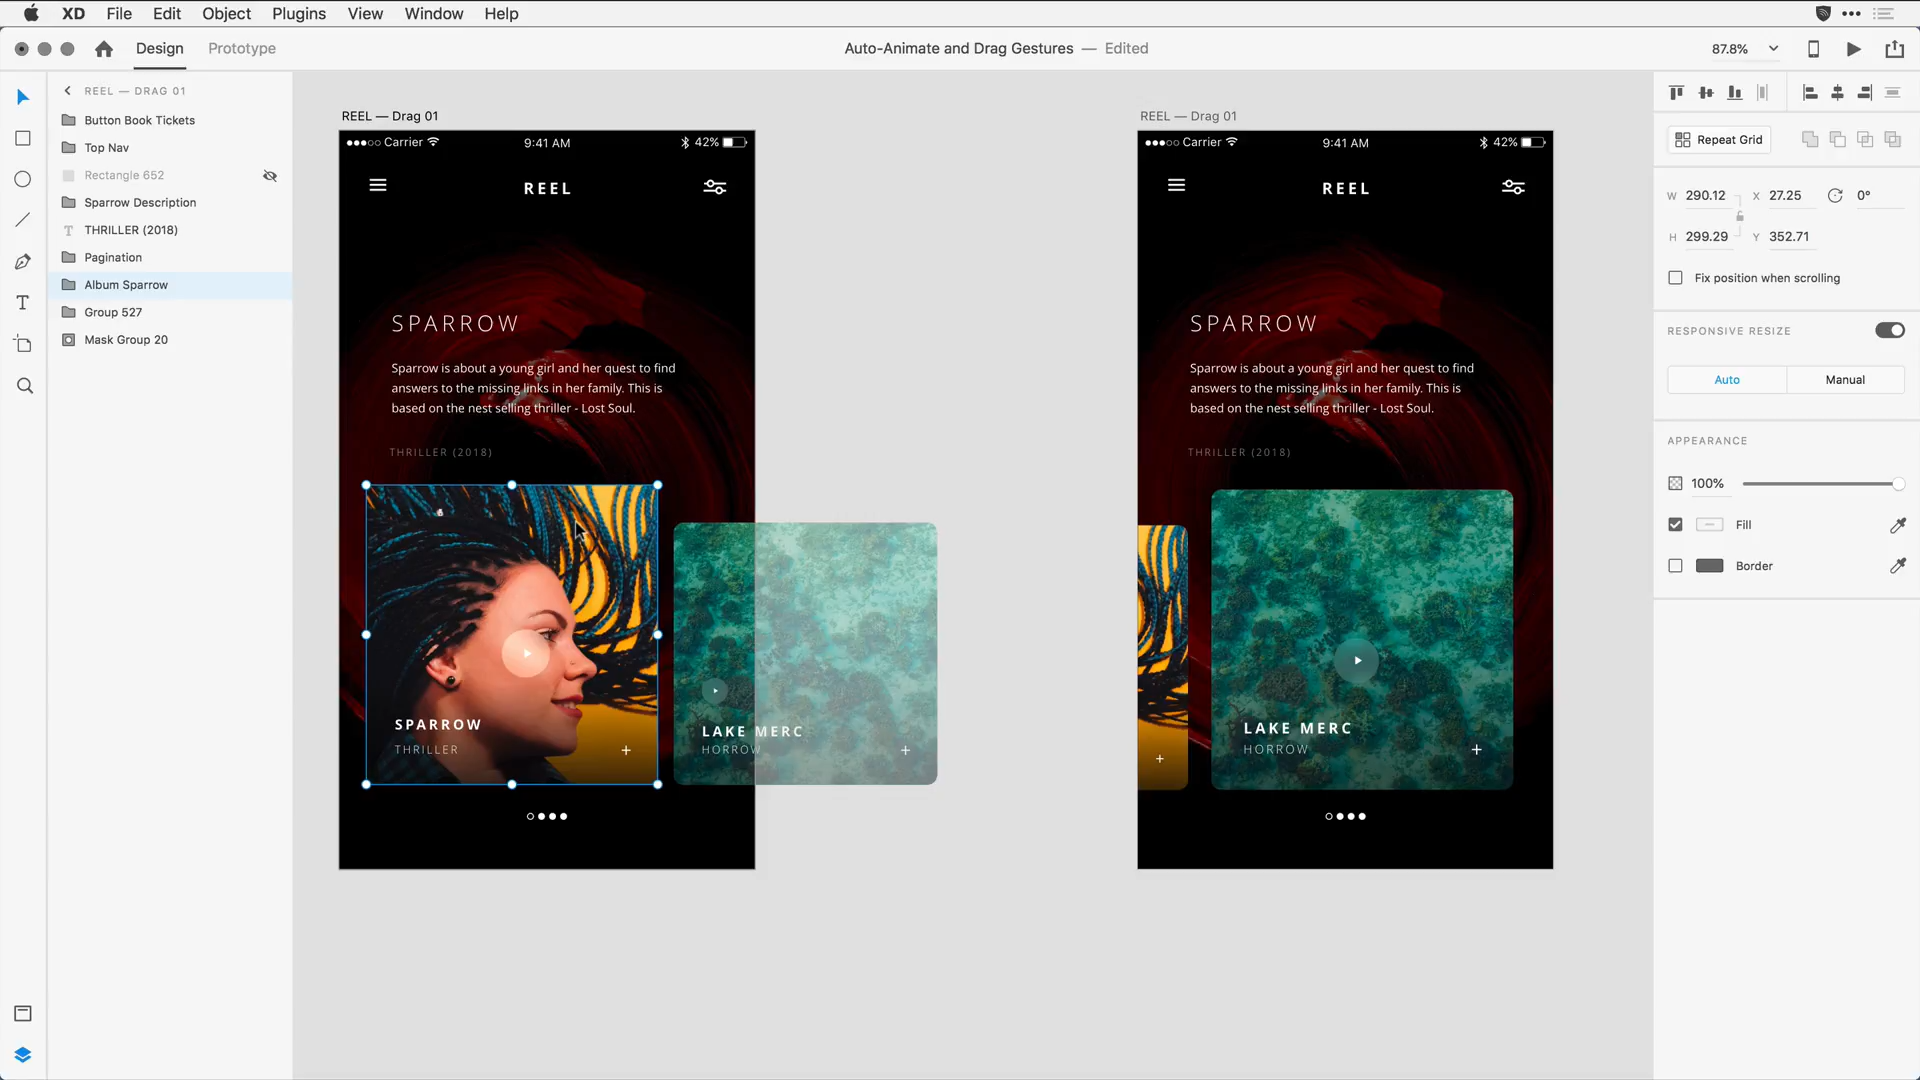 XD File Edit Object Plugins View Window Help
Design Prototype
Auto-Animate and Drag Gestures — Edited
87.8%
REEL — DRAG 01
Button Book Tickets
Top Nav
Rectangle 652
Sparrow Description
THRILLER (2018)
Pagination
Album Sparrow
Group 527
Mask Group 20
REEL — Drag 01
Carrier 9:41 AM 42%
REEL
SPARROW
Sparrow is about a young girl and her quest to find
answers to the missing links in her family. This is
based on the nest selling thriller - Lost Soul.
THRILLER (2018)
SPARROW
THRILLER
LAKE MERC
HORROW
REEL — Drag 01
Carrier 9:41 AM 42%
REEL
SPARROW
Sparrow is about a young girl and her quest to find
answers to the missing links in her family. This is
based on the nest selling thriller - Lost Soul.
THRILLER (2018)
LAKE MERC
HORROW
Repeat Grid
W 290.12 X 27.25 0°
H 299.29 Y 352.71
Fix position when scrolling
RESPONSIVE RESIZE
Auto Manual
APPEARANCE
100%
Fill
Border